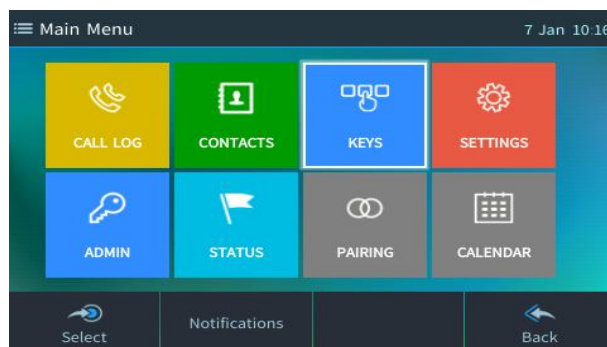 Main Menu 7 Jan 10:16
CALL LOG CONTACTS KEYS SETTINGS
ADMIN STATUS PAIRING CALENDAR
Notifications
Select Back